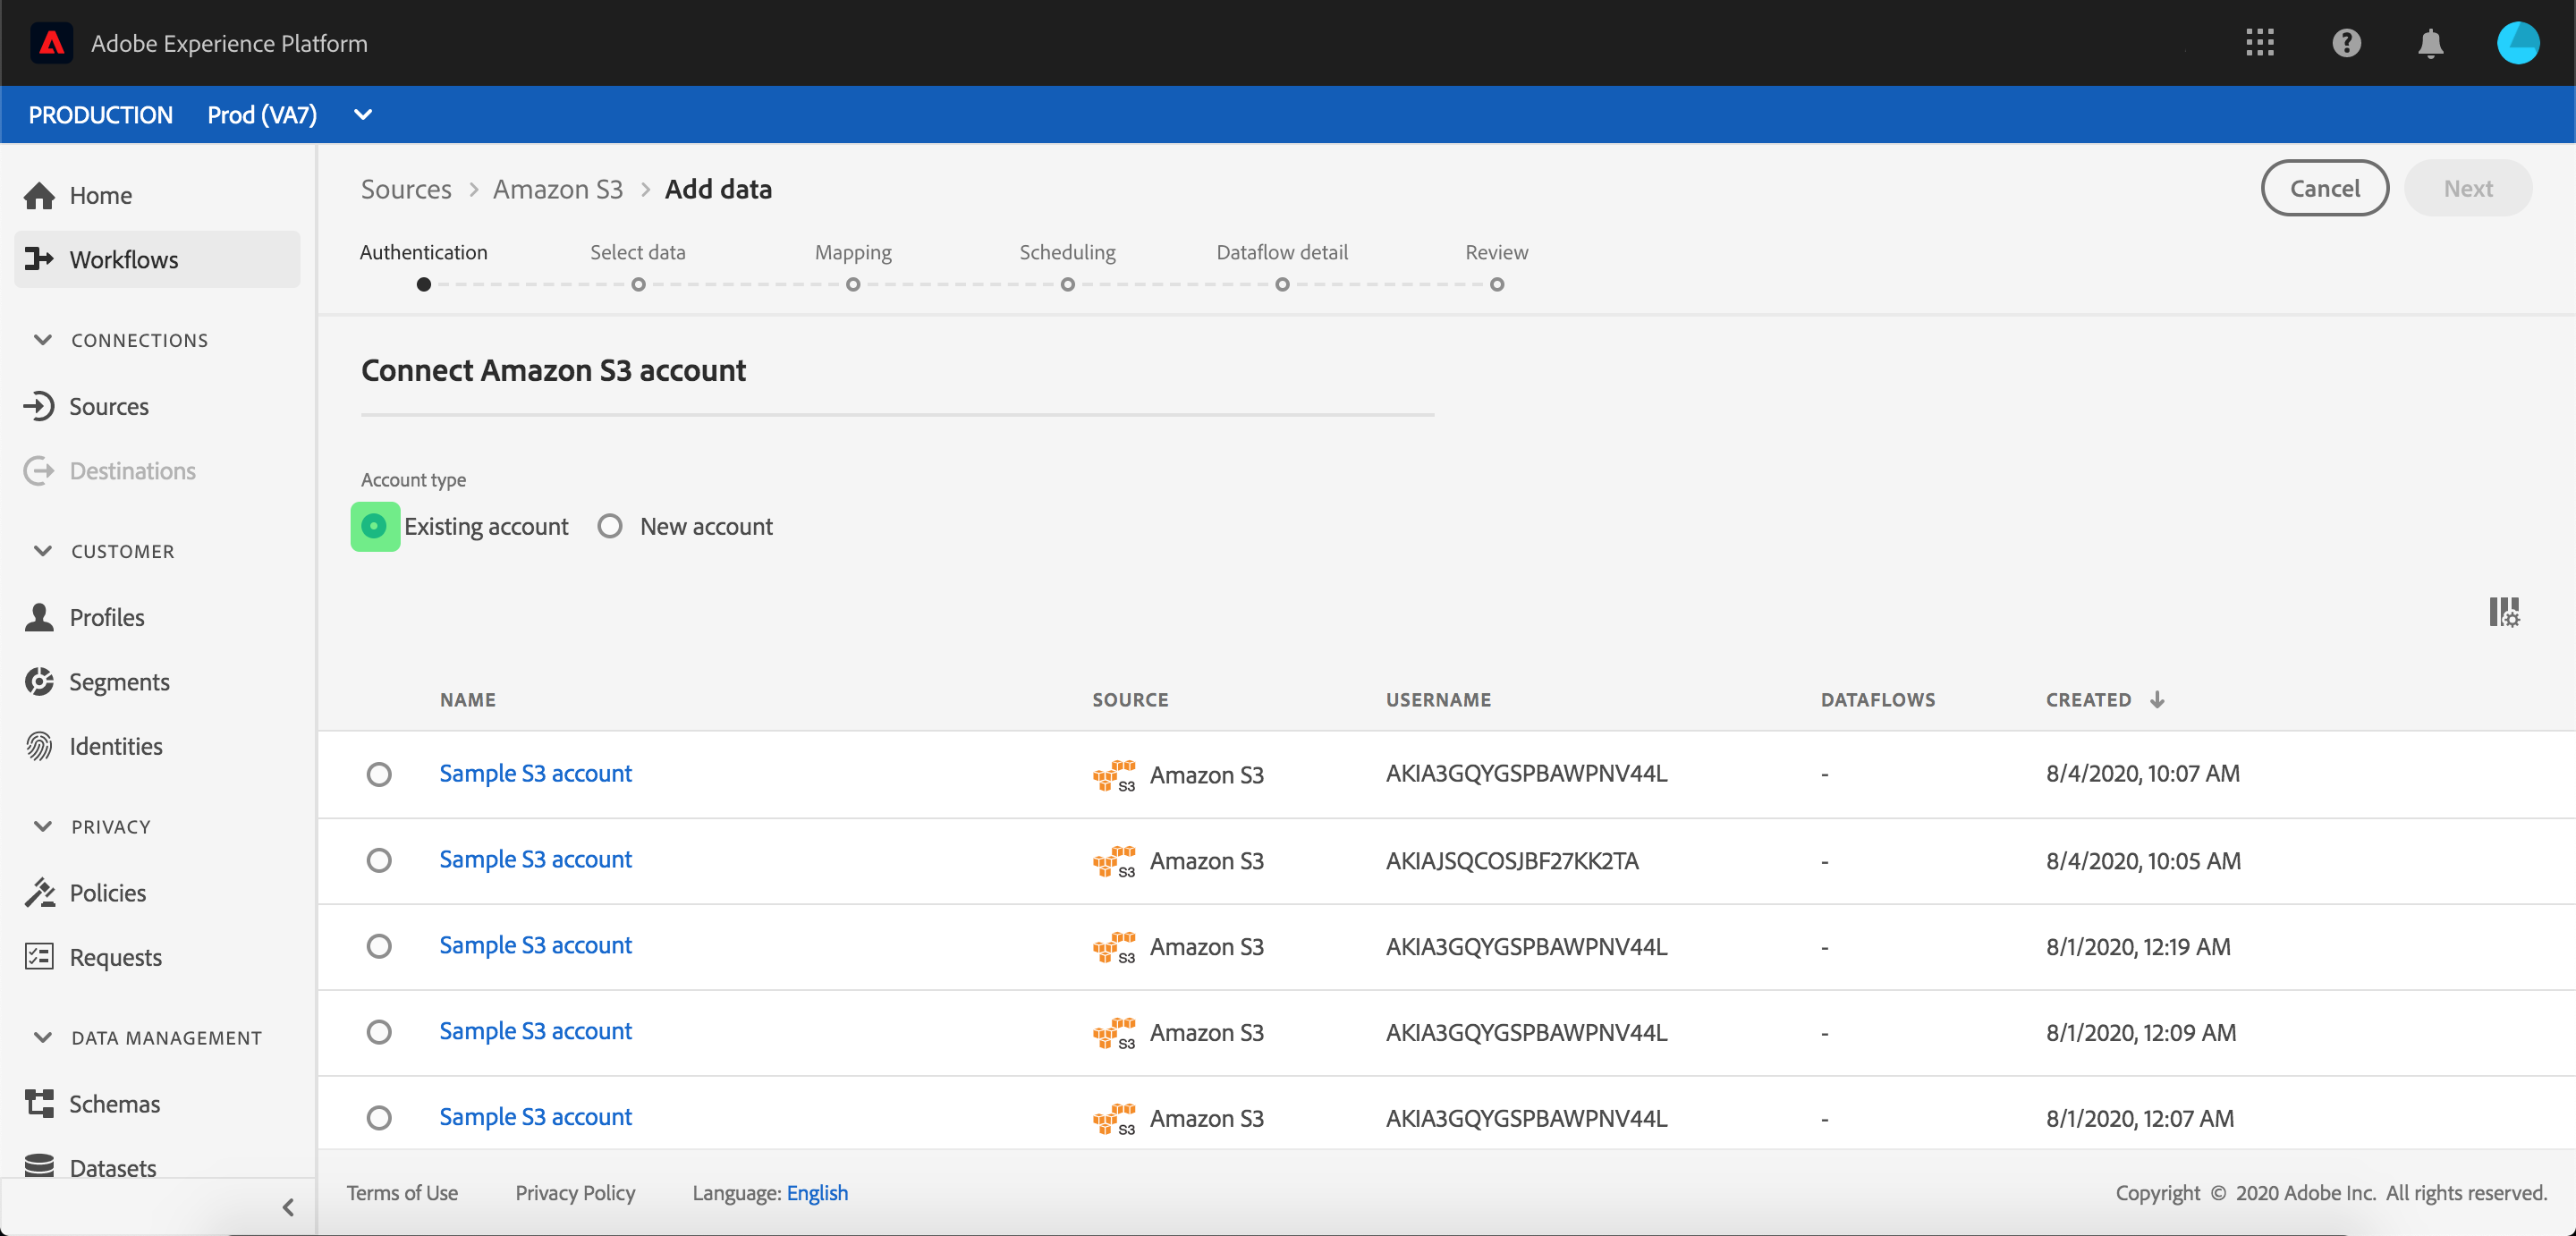 Adobe Experience Platform
PRODUCTION Prod (VA7)
Home
Workflows
CONNECTIONS
Sources
Destinations
CUSTOMER
Profiles
Segments
Identities
PRIVACY
Policies
Requests
DATA MANAGEMENT
Schemas
Datasets
Sources > Amazon S3 > Add data
Cancel Next
Authentication Select data Mapping Scheduling Dataflow detail Review
Connect Amazon S3 account
Account type
Existing account New account
NAME SOURCE USERNAME DATAFLOWS CREATED
Sample S3 account S3 Amazon S3 AKIA3GQYGSPBAWPNV44L - 8/4/2020, 10:07 AM
Sample S3 account S3 Amazon S3 AKIAJSQCOSJBF27KK2TA - 8/4/2020, 10:05 AM
Sample S3 account S3 Amazon S3 AKIA3GQYGSPBAWPNV44L - 8/1/2020, 12:19 AM
Sample S3 account S3 Amazon S3 AKIA3GQYGSPBAWPNV44L - 8/1/2020, 12:09 AM
Sample S3 account S3 Amazon S3 AKIA3GQYGSPBAWPNV44L - 8/1/2020, 12:07 AM
Terms of Use Privacy Policy Language: English Copyright © 2020 Adobe Inc. All rights reserved.